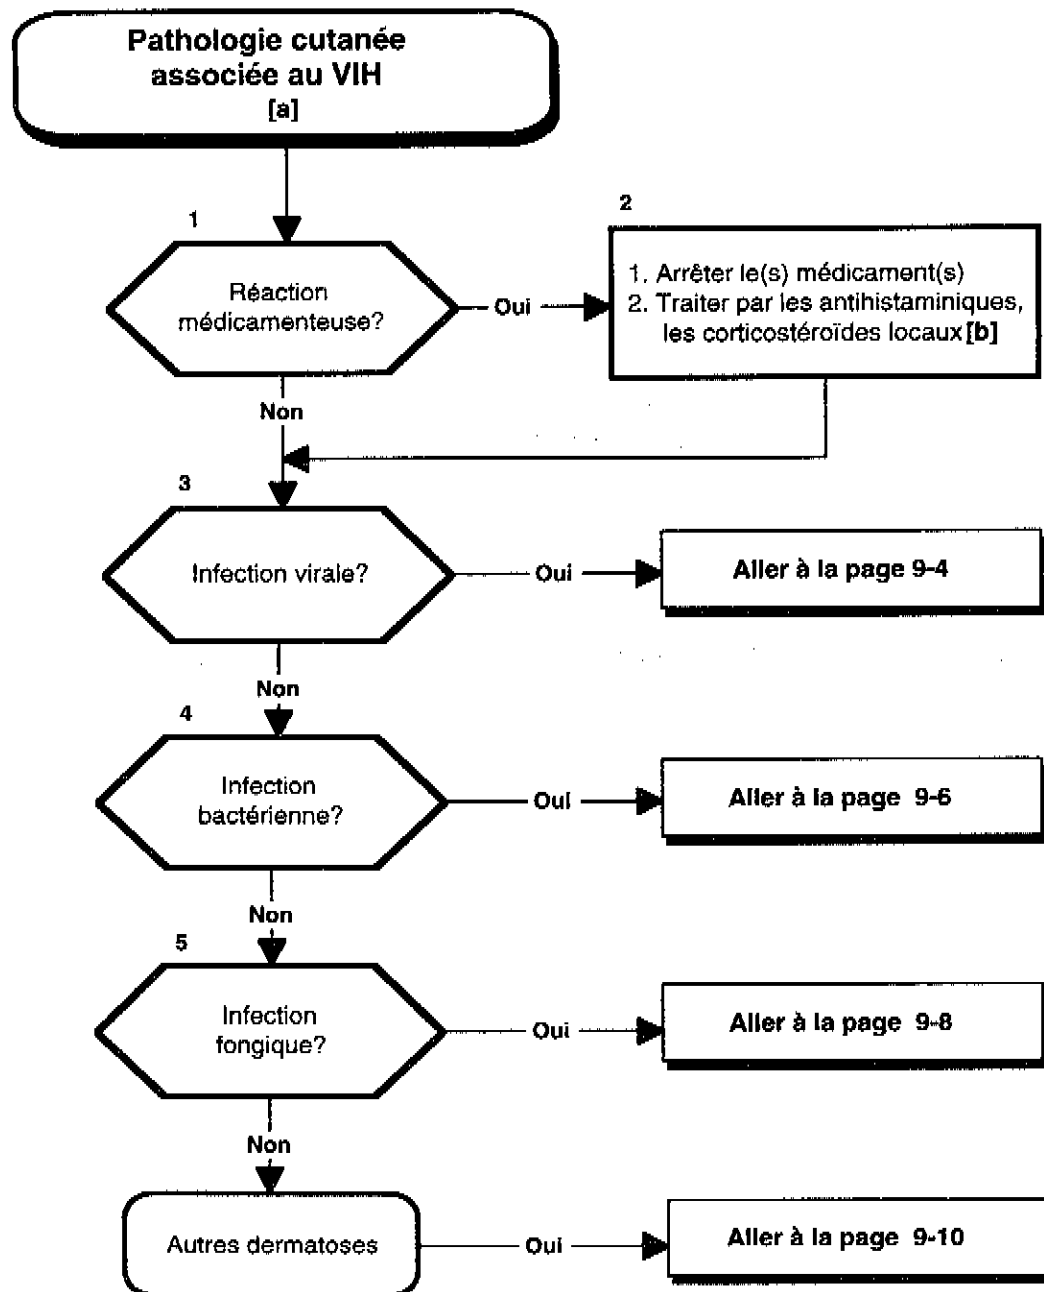 Pathologie cutanée
associée au VIH
[a]
1
Réaction
médicamenteuse?
Oui
2
1. Arrêter le(s) médicament(s)
2. Traiter par les antihistaminiques,
les corticostéroïdes locaux[b]
Non
3
Infection virale?
Oui
Aller à la page 9-4
Non
4
Infection
bactérienne?
Oui
Aller à la page 9-6
Non
5
Infection
fongique?
Oui
Aller à la page 9-8
Non
Autres dermatoses
Oui
Aller à la page 9-10